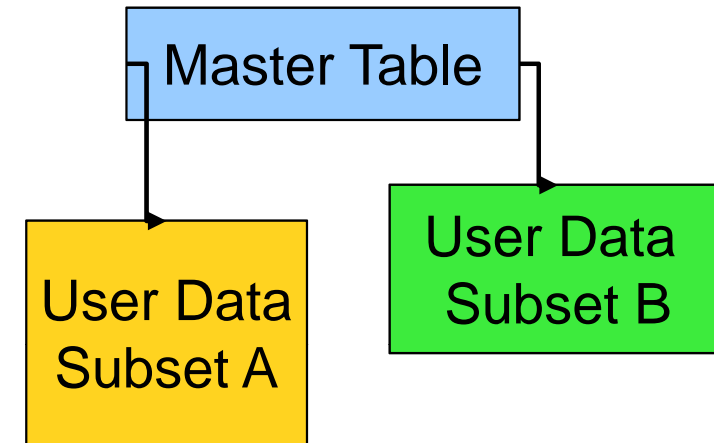 Master Table
User Data
Subset A
User Data
Subset B